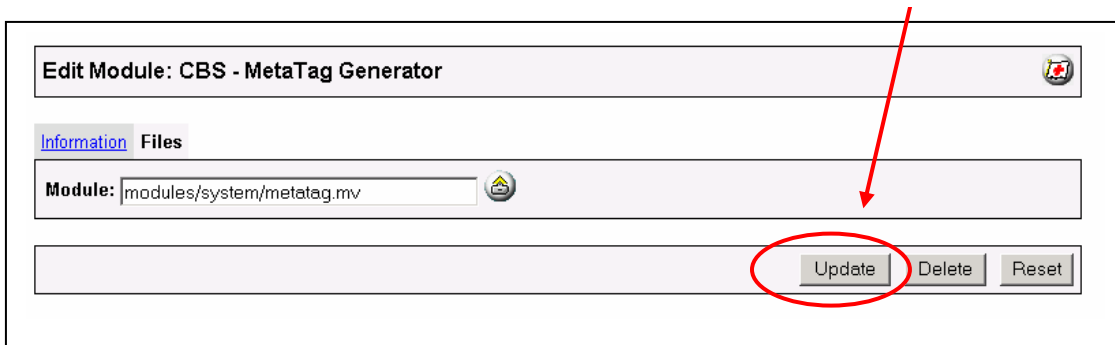 Edit Module: CBS - MetaTag Generator
Information Files
Module: modules/system/metatag.mv
Update Delete Reset